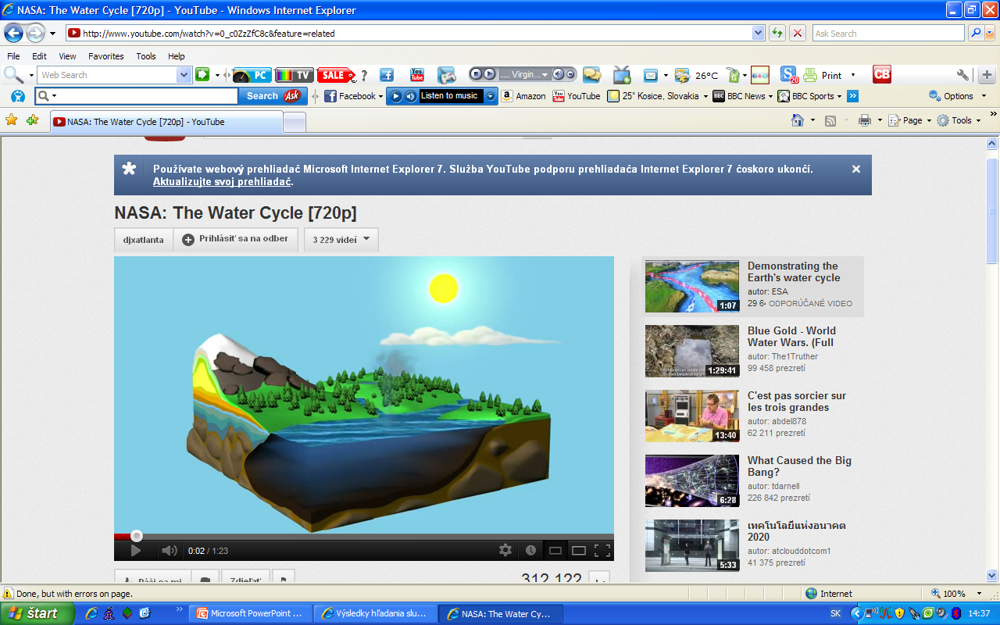 NASA: The Water Cycle [720p] - YouTube - Windows Internet Explorer
http://www.youtube.com/watch?v=0_c0ZzZfC8c&feature=related
Ask Search
File Edit View Favorites Tools Help
Web Search PC TV SALE ? You Tube ..... Virgin... 26°C 20 Print CB
Search Ask Facebook Listen to music Amazon YouTube 25° Kosice, Slovakia BBC News BBC Sports Options
NASA: The Water Cycle [720p] - YouTube Page Tools
Používate webový prehliadač Microsoft Internet Explorer 7. Služba YouTube podporu prehliadača Internet Explorer 7 čoskoro ukončí.
Aktualizujte svoj prehliadač.
NASA: The Water Cycle [720p]
djxatlanta Prihlásiť sa na odber 3 229 videí
Demonstrating the
Earth's water cycle
autor: ESA
29 6 ODPORÚČANÉ VIDEO
1:07
Blue Gold - World
Water Wars. (Full
autor: The1Truther
99 458 prezretí
1:29:41
C'est pas sorcier sur
les trois grandes
autor: abdel878
62 211 prezretí
13:40
What Caused the Big
Bang?
autor: tdarnell
226 842 prezretí
6:28
เทคโนโลยีแห่งอนาคต
2020
autor: atclouddotcom1
41 375 prezretí
5:33
0:02 / 1:23
Páči sa mi Zdieľať 312 122
Done, but with errors on page. Internet 100%
štart Microsoft PowerPoint ... Výsledky hľadania slu... NASA: The Water Cy... SK 14:37